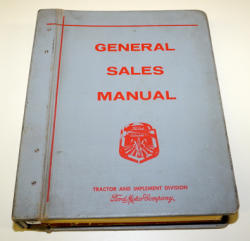 GENERAL
SALES
MANUAL
TRACTOR AND IMPLEMENT DIVISION
Ford Motor Company